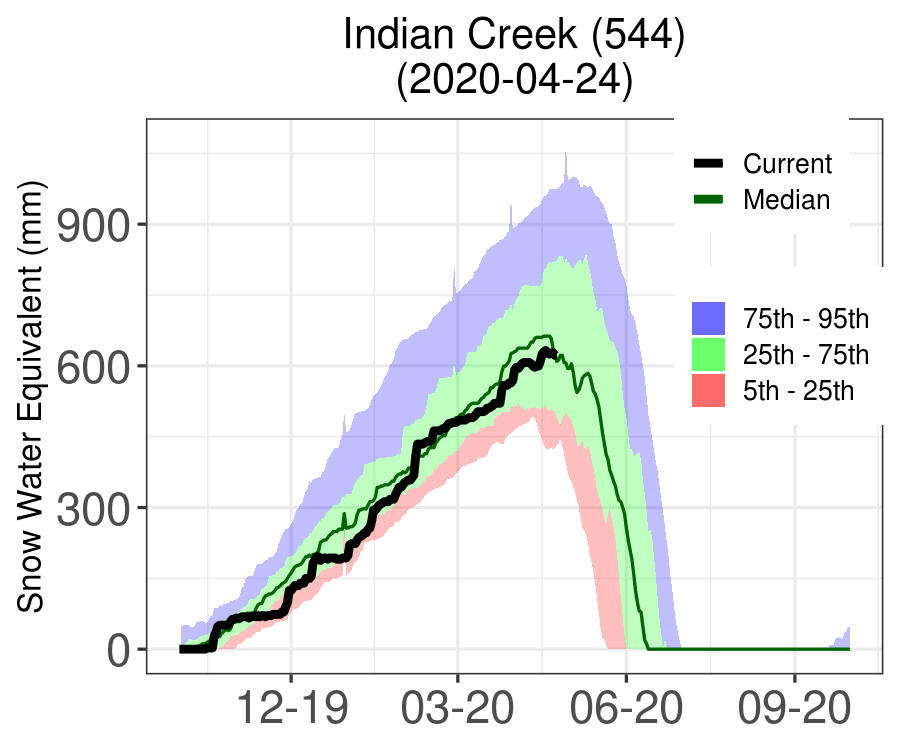 Indian Creek (544)
(2020-04-24)
Snow Water Equivalent (mm)
900
600
300
0
12-19
03-20
06-20
09-20
Current
Median
75th - 95th
25th - 75th
5th - 25th